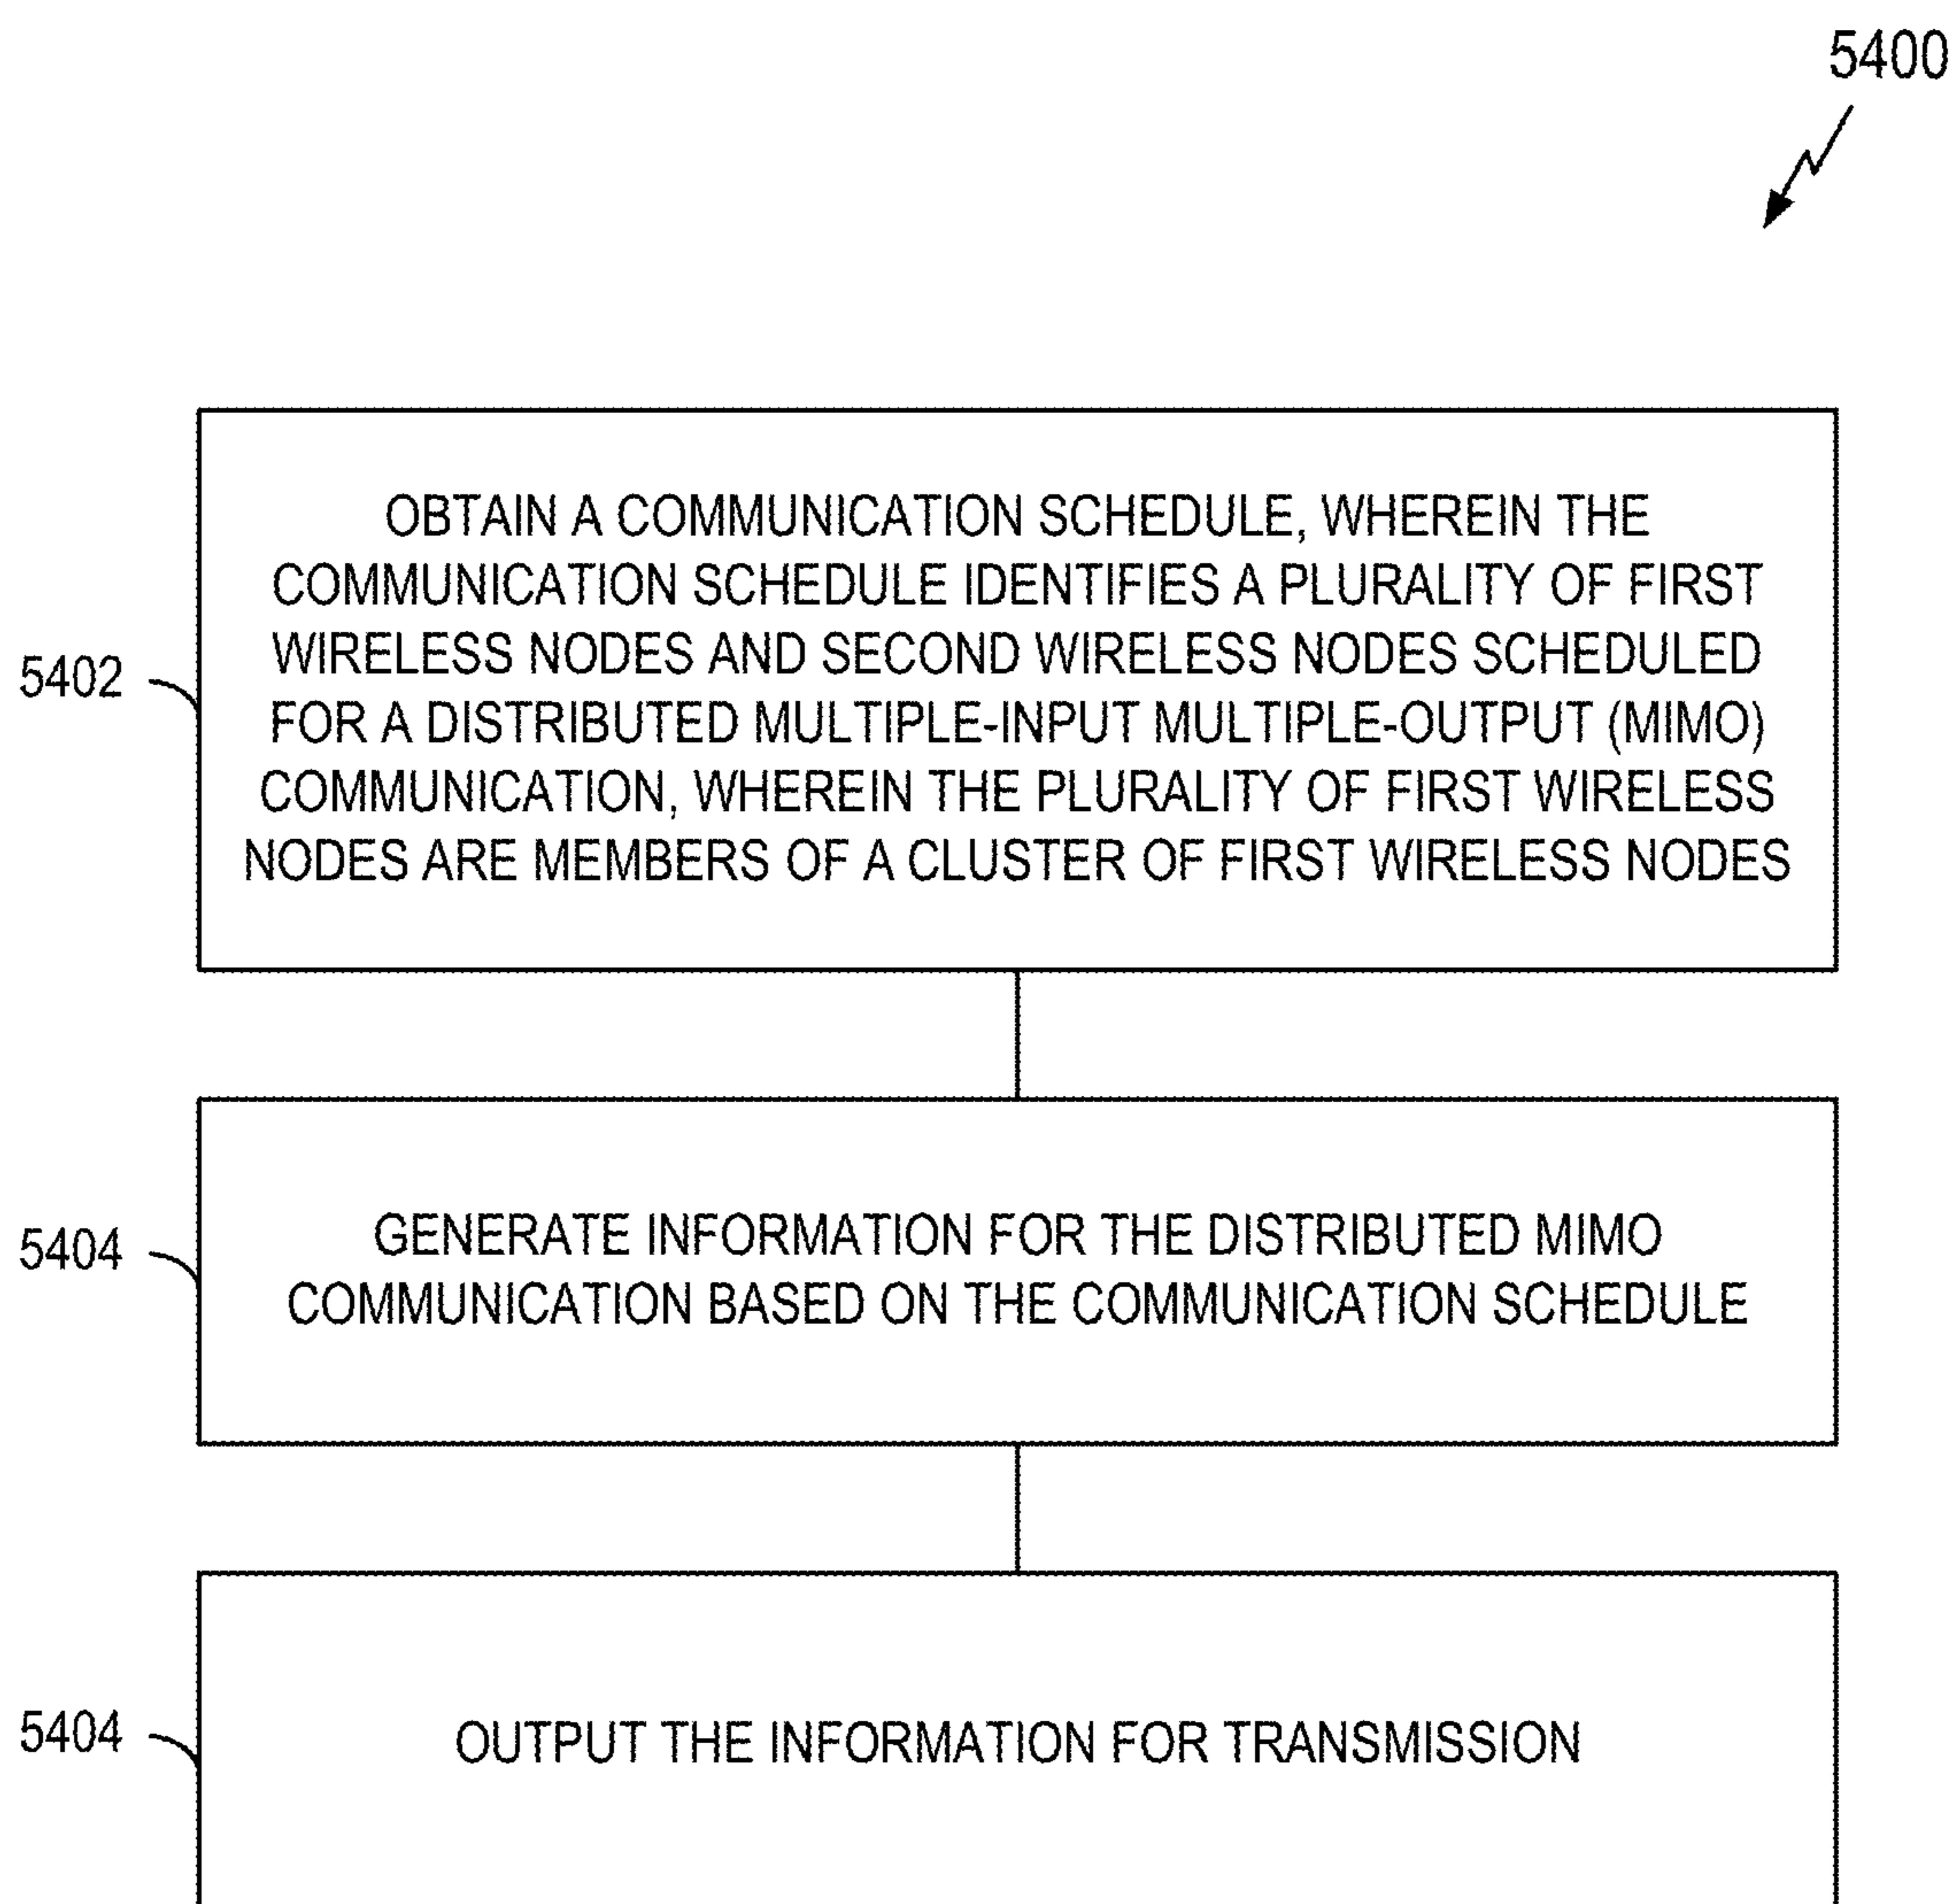 5400
OBTAIN A COMMUNICATION SCHEDULE, WHEREIN THE
COMMUNICATION SCHEDULE IDENTIFIES A PLURALITY OF FIRST
WIRELESS NODES AND SECOND WIRELESS NODES SCHEDULED
FOR A DISTRIBUTED MULTIPLE-INPUT MULTIPLE-OUTPUT (MIMO)
COMMUNICATION, WHEREIN THE PLURALITY OF FIRST WIRELESS
NODES ARE MEMBERS OF A CLUSTER OF FIRST WIRELESS NODES
5402
GENERATE INFORMATION FOR THE DISTRIBUTED MIMO
COMMUNICATION BASED ON THE COMMUNICATION SCHEDULE
5404
OUTPUT THE INFORMATION FOR TRANSMISSION
5404